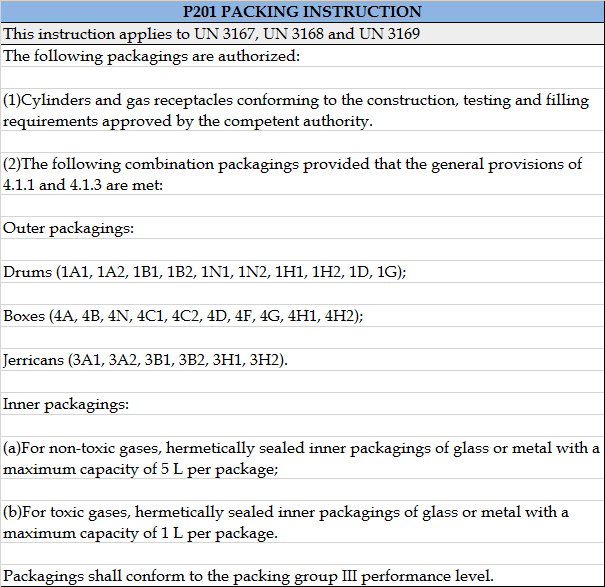 P201 PACKING INSTRUCTION
This instruction applies to UN 3167, UN 3168 and UN 3169
The following packagings are authorized:
(1)Cylinders and gas receptacles conforming to the construction, testing and filling
requirements approved by the competent authority.
(2)The following combination packagings provided that the general provisions of
4.1.1 and 4.1.3 are met:
Outer packagings:
Drums (1A1, 1A2, 1B1, 1B2, 1N1, 1N2, 1H1, 1H2, 1D, 1G);
Boxes (4A, 4B, 4N, 4C1, 4C2, 4D, 4F, 4G, 4H1, 4H2);
Jerricans (3A1, 3A2, 3B1, 3B2, 3H1, 3H2).
Inner packagings:
(a)For non-toxic gases, hermetically sealed inner packagings of glass or metal with a
maximum capacity of 5 L per package;
(b)For toxic gases, hermetically sealed inner packagings of glass or metal with a
maximum capacity of 1 L per package.
Packagings shall conform to the packing group III performance level.